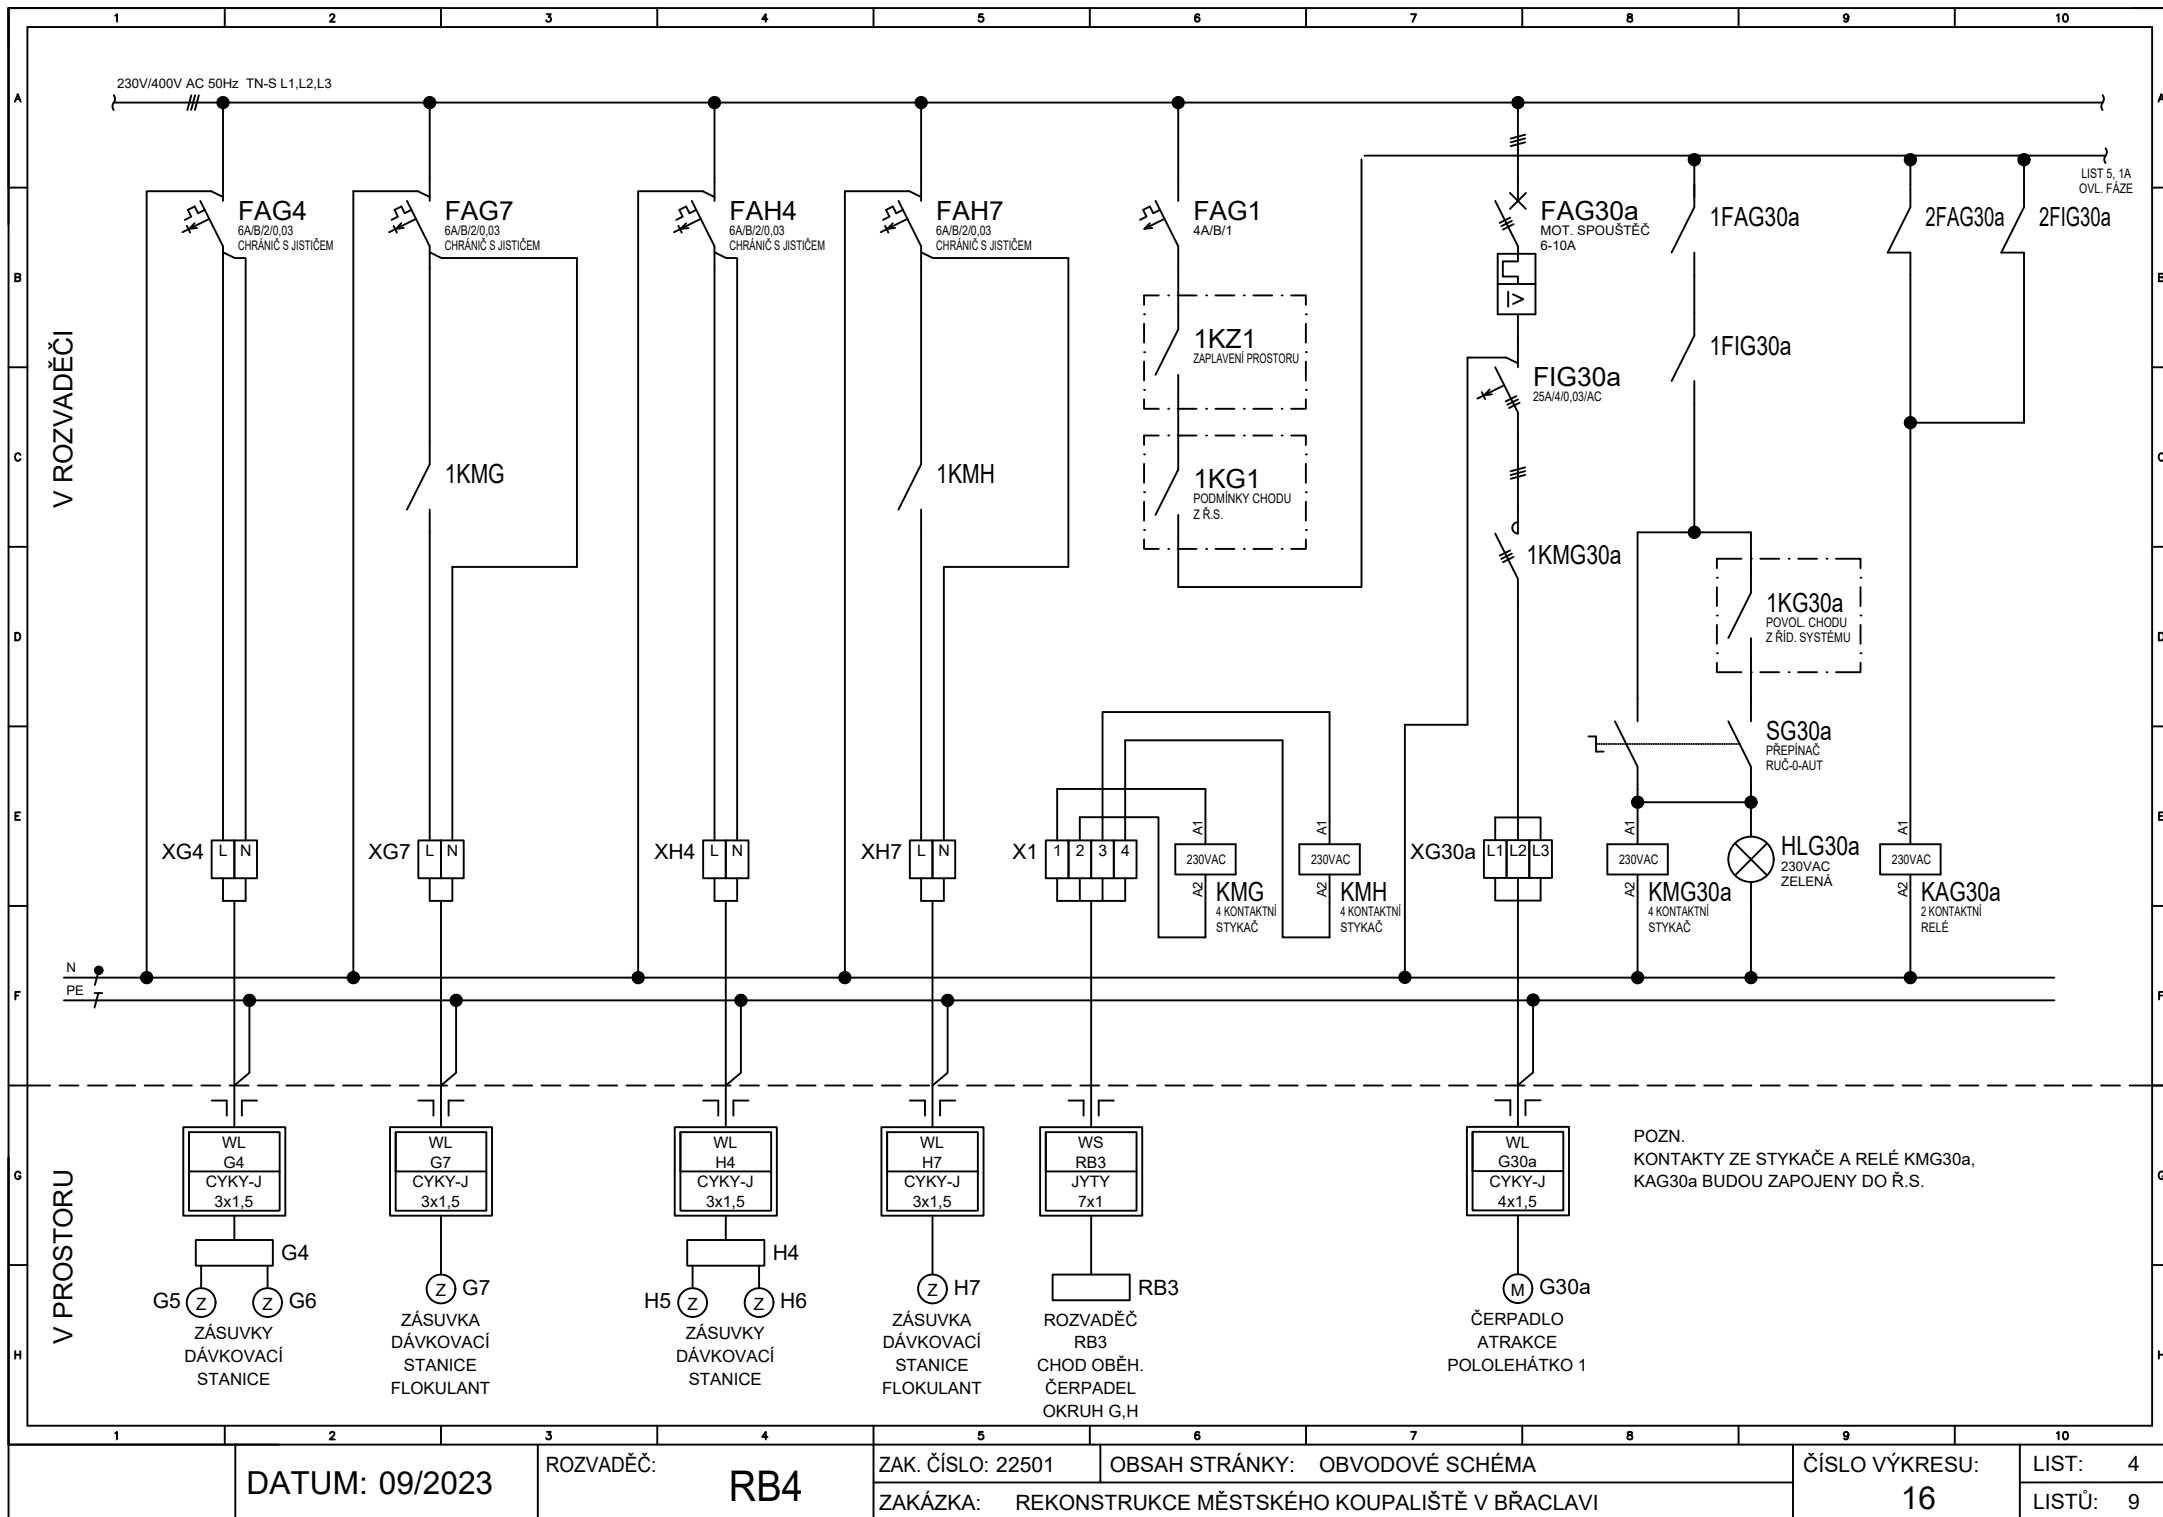 1 2 3 4 5 6 7 8 9 10
A
B
C
D
E
F
G
H
A
B
C
D
E
F
G
H
230V/400V AC 50Hz TN-S L1,L2,L3
LIST 5, 1A
OVL. FÁZE
V ROZVADĚČI
FAG4
6A/B/2/0,03
CHRÁNIČ S JISTIČEM
FAG7
6A/B/2/0,03
CHRÁNIČ S JISTIČEM
FAH4
6A/B/2/0,03
CHRÁNIČ S JISTIČEM
FAH7
6A/B/2/0,03
CHRÁNIČ S JISTIČEM
FAG1
4A/B/1
FAG30a
MOT. SPOUŠTĚČ
6-10A
I>
1FAG30a
2FAG30a
2FIG30a
1KZ1
ZAPLAVENÍ PROSTORU
1FIG30a
FIG30a
25A/4/0,03/AC
1KMG
1KMH
1KG1
PODMÍNKY CHODU
Z Ř.S.
1KMG30a
1KG30a
POVOL. CHODU
Z ŘÍD. SYSTÉMU
SG30a
PŘEPÍNAČ
RUČ-0-AUT
XG4 L N
XG7 L N
XH4 L N
XH7 L N
X1 1 2 3 4
A1
230VAC
A2
KMG
4 KONTAKTNÍ
STYKAČ
A1
230VAC
A2
KMH
4 KONTAKTNÍ
STYKAČ
XG30a L1 L2 L3
A1
230VAC
A2
KMG30a
4 KONTAKTNÍ
STYKAČ
HLG30a
230VAC
ZELENÁ
A1
230VAC
A2
KAG30a
2 KONTAKTNÍ
RELÉ
N
PE
V PROSTORU
WL
G4
CYKY-J
3x1,5
WL
G7
CYKY-J
3x1,5
WL
H4
CYKY-J
3x1,5
WL
H7
CYKY-J
3x1,5
WS
RB3
JYTY
7x1
WL
G30a
CYKY-J
4x1,5
POZN.
KONTAKTY ZE STYKAČE A RELÉ KMG30a,
KAG30a BUDOU ZAPOJENY DO Ř.S.
G4
G5 Z Z G6
ZÁSUVKY
DÁVKOVACÍ
STANICE
Z G7
ZÁSUVKA
DÁVKOVACÍ
STANICE
FLOKULANT
H4
H5 Z Z H6
ZÁSUVKY
DÁVKOVACÍ
STANICE
Z H7
ZÁSUVKA
DÁVKOVACÍ
STANICE
FLOKULANT
RB3
ROZVADĚČ
RB3
CHOD OBĚH.
ČERPADEL
OKRUH G,H
M G30a
ČERPADLO
ATRAKCE
POLOLEHÁTKO 1
1 2 3 4 5 6 7 8 9 10
DATUM: 09/2023
ROZVADĚČ:
RB4
ZAK. ČÍSLO: 22501
OBSAH STRÁNKY: OBVODOVÉ SCHÉMA
ZAKÁZKA: REKONSTRUKCE MĚSTSKÉHO KOUPALIŠTĚ V BŘACLAVI
ČÍSLO VÝKRESU:
16
LIST: 4
LISTŮ: 9